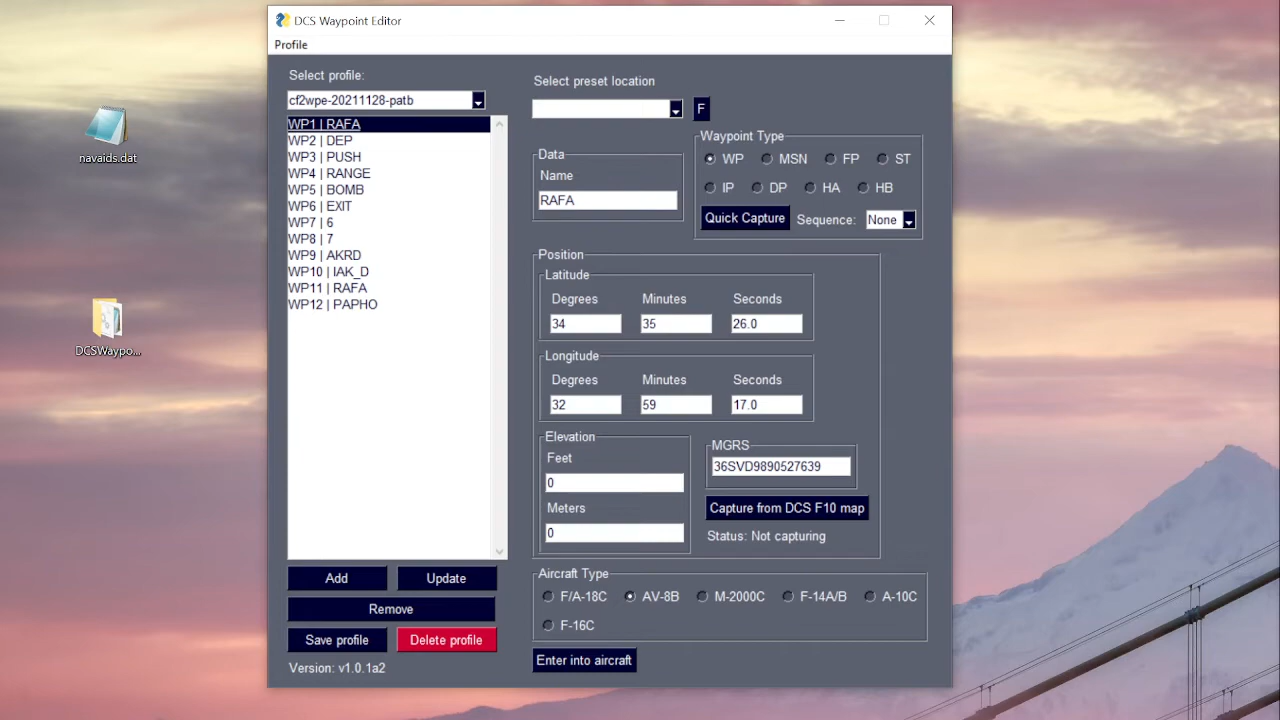 DCS Waypoint Editor
Profile
navaids.dat
DCSWaypo...
Select profile:
cf2wpe-20211128-patb
WP1 | RAFA
WP2 | DEP
WP3 | PUSH
WP4 | RANGE
WP5 | BOMB
WP6 | EXIT
WP7 | 6
WP8 | 7
WP9 | AKRD
WP10 | IAK_D
WP11 | RAFA
WP12 | PAPHO
Add Update
Remove
Save profile Delete profile
Version: v1.0.1a2
Select preset location
F
Data
Name
RAFA
Waypoint Type
WP MSN FP ST
IP DP HA HB
Quick Capture Sequence: None
Position
Latitude
Degrees Minutes Seconds
34 35 26.0
Longitude
Degrees Minutes Seconds
32 59 17.0
Elevation
Feet
0
Meters
0
MGRS
36SVD9890527639
Capture from DCS F10 map
Status: Not capturing
Aircraft Type
F/A-18C AV-8B M-2000C F-14A/B A-10C
F-16C
Enter into aircraft